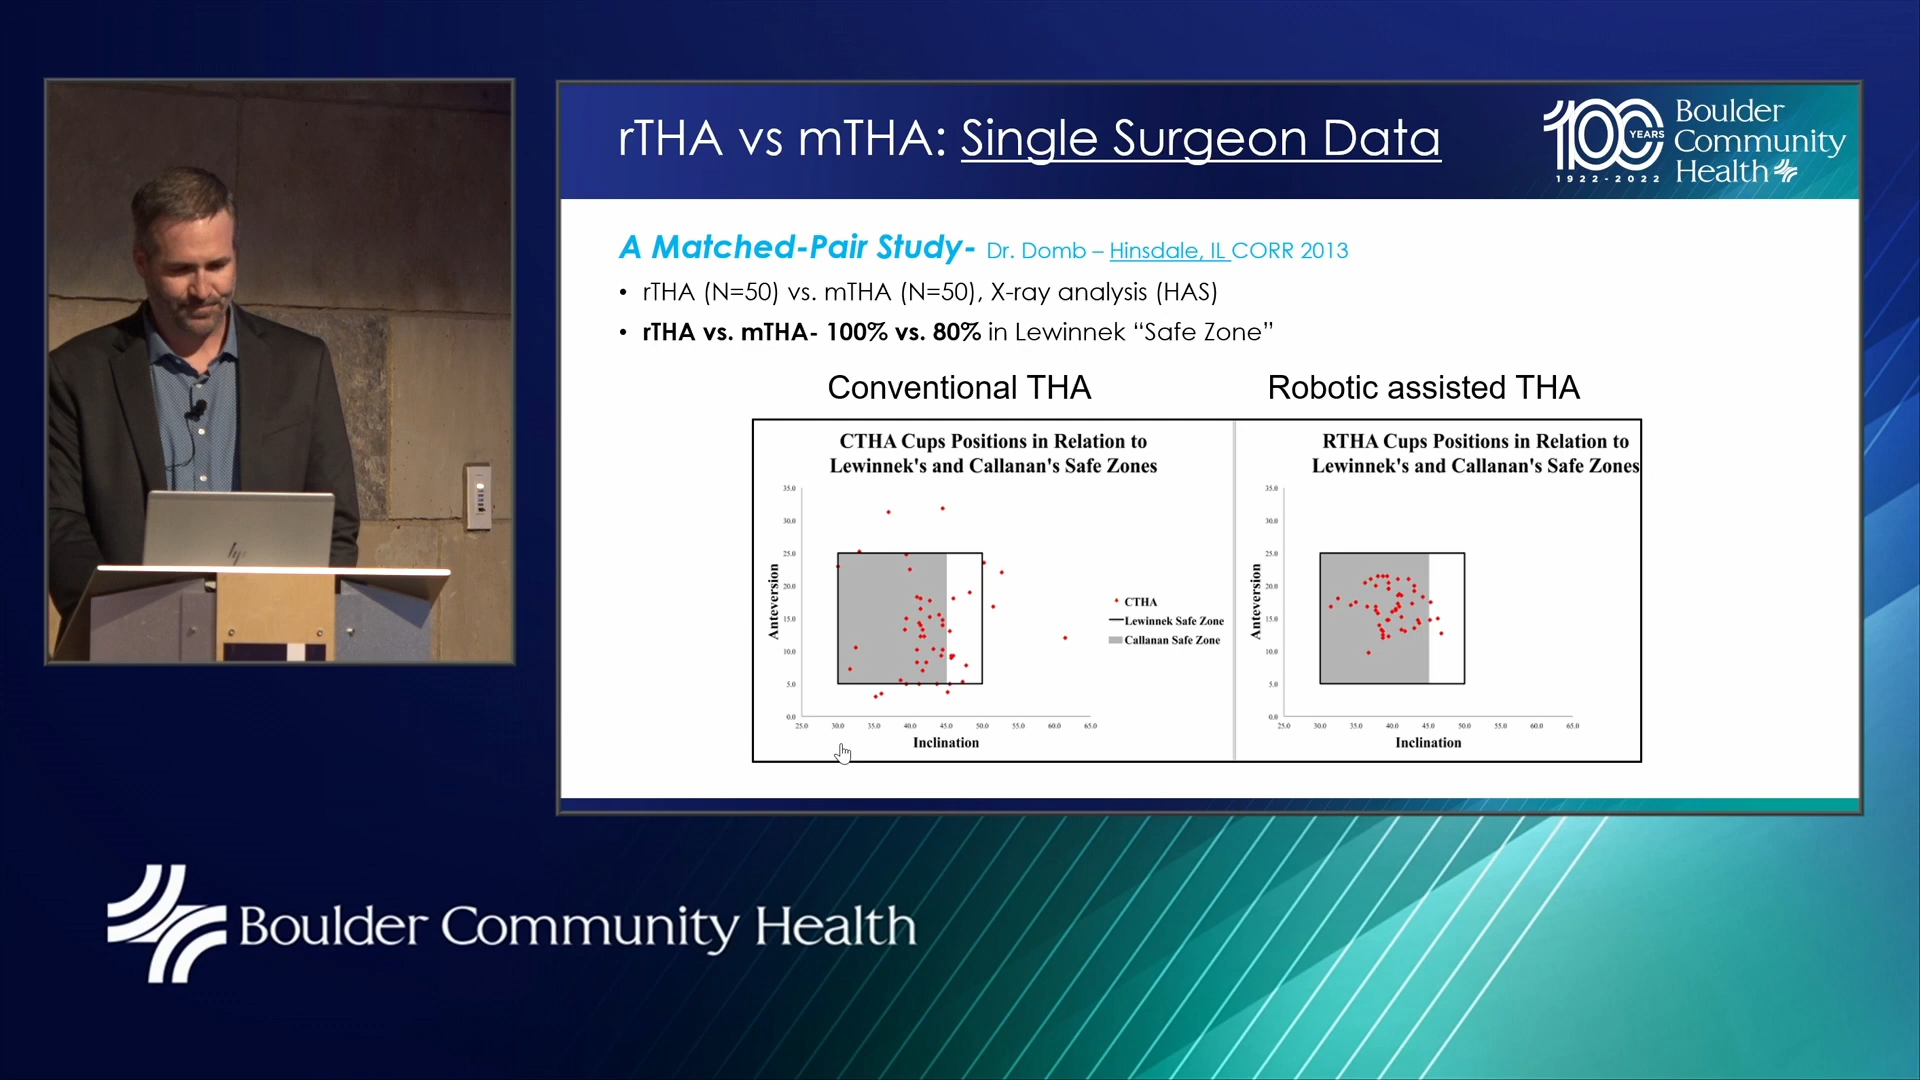 rTHA vs mTHA: Single Surgeon Data
100 YEARS
1922-2022
Boulder
Community
Health
A Matched-Pair Study- Dr. Domb – Hinsdale, IL CORR 2013
• rTHA (N=50) vs. mTHA (N=50), X-ray analysis (HAS)
• rTHA vs. mTHA- 100% vs. 80% in Lewinnek “Safe Zone”
Conventional THA
Robotic assisted THA
CTHA Cups Positions in Relation to
Lewinnek's and Callanan's Safe Zones
35.0
30.0
25.0
20.0
15.0
10.0
5.0
0.0
Anteversion
25.0 30.0 35.0 40.0 45.0 50.0 55.0 60.0 65.0
Inclination
CTHA
Lewinnek Safe Zone
Callanan Safe Zone
RTHA Cups Positions in Relation to
Lewinnek's and Callanan's Safe Zones
35.0
30.0
25.0
20.0
15.0
10.0
5.0
0.0
Anteversion
25.0 30.0 35.0 40.0 45.0 50.0 55.0 60.0 65.0
Inclination
hp
Boulder Community Health